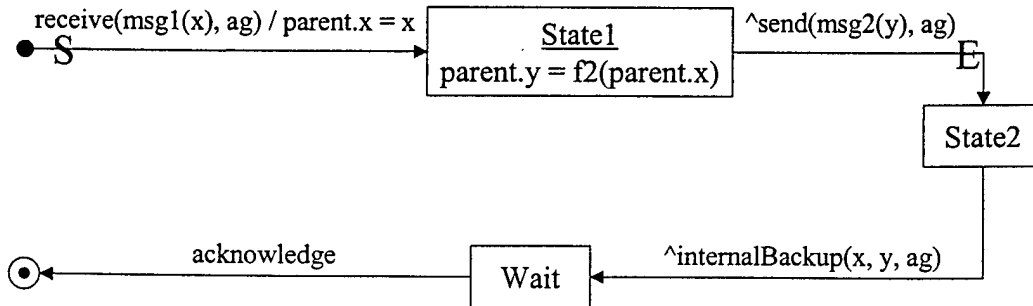 receive(msg1(x), ag) / parent.x = x
S
State1
parent.y = f2(parent.x)
^send(msg2(y), ag)
E
State2
acknowledge
Wait
^internalBackup(x, y, ag)